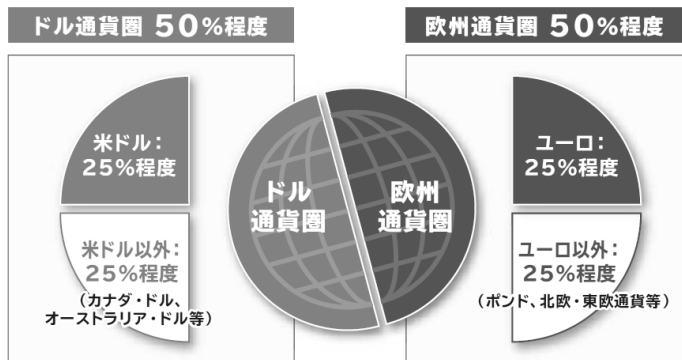 ドル通貨圏 50%程度
米ドル：
25%程度
米ドル以外：
25%程度
（カナダ・ドル、
オーストラリア・ドル等）
ドル
通貨圏
欧州
通貨圏
欧州通貨圏 50%程度
ユーロ：
25%程度
ユーロ以外：
25%程度
（ポンド、北欧・東欧通貨等）